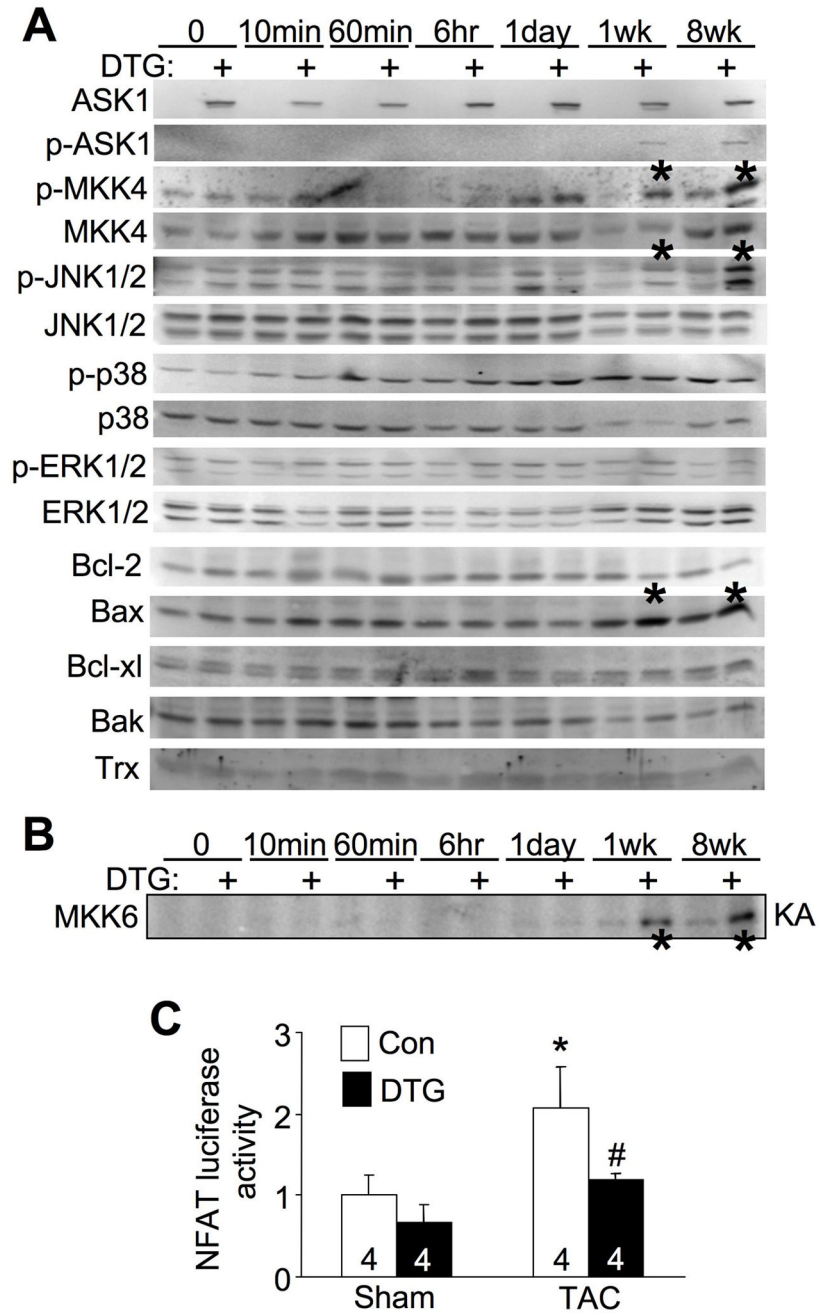 A
0 10min 60min 6hr 1day 1wk 8wk
DTG: + + + + + + +
ASK1
p-ASK1
* *
p-MKK4
MKK4
* *
p-JNK1/2
JNK1/2
p-p38
p38
p-ERK1/2
ERK1/2
Bcl-2
* *
Bax
Bcl-xl
Bak
Trx
B
0 10min 60min 6hr 1day 1wk 8wk
DTG: + + + + + + +
MKK6 KA
* *
C
NFAT luciferase
activity
3
2
1
0
Con
DTG
*
#
4 4 4 4
Sham TAC